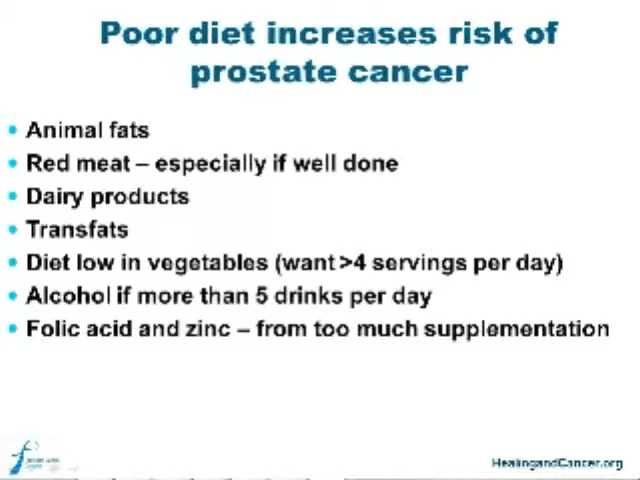 Poor diet increases risk of
prostate cancer
• Animal fats
• Red meat – especially if well done
• Dairy products
• Transfats
• Diet low in vegetables (want >4 servings per day)
• Alcohol if more than 5 drinks per day
• Folic acid and zinc – from too much supplementation
HealingandCancer.org